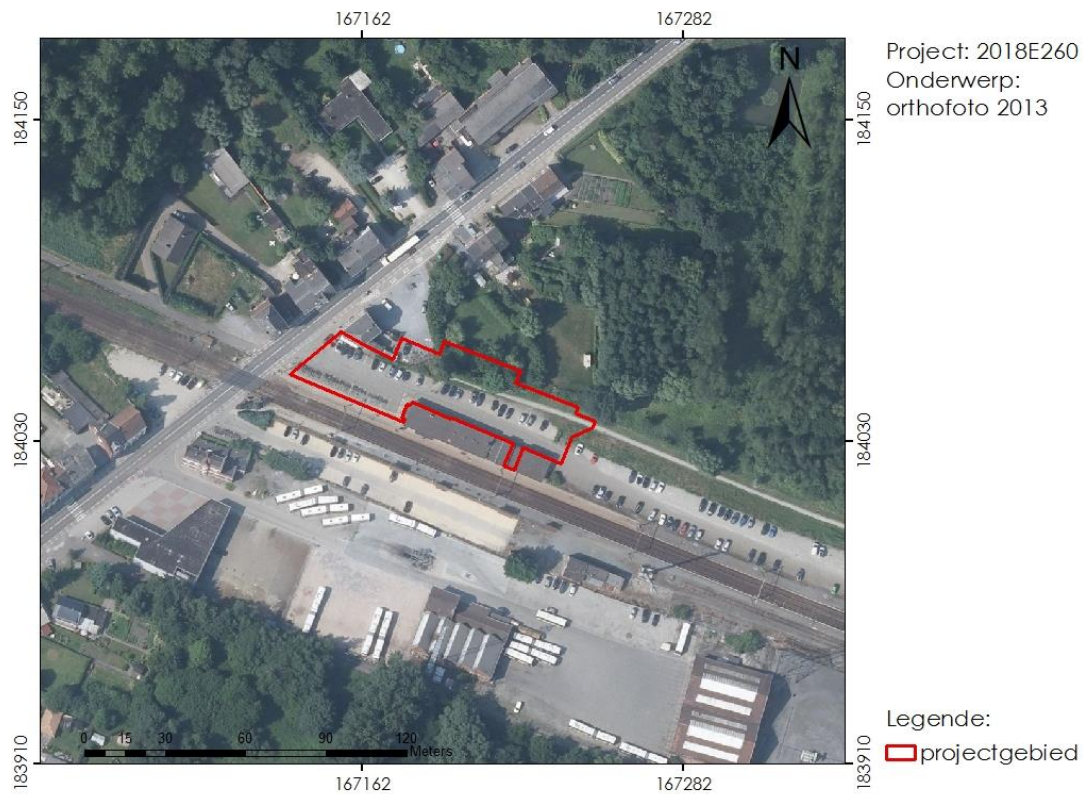 167162 167282
Project: 2018E260
Onderwerp:
orthofoto 2013
N
184150 184150
184030 184030
183910 183910
0 15 30 60 90 120
Meters
Legende:
projectgebied
167162 167282